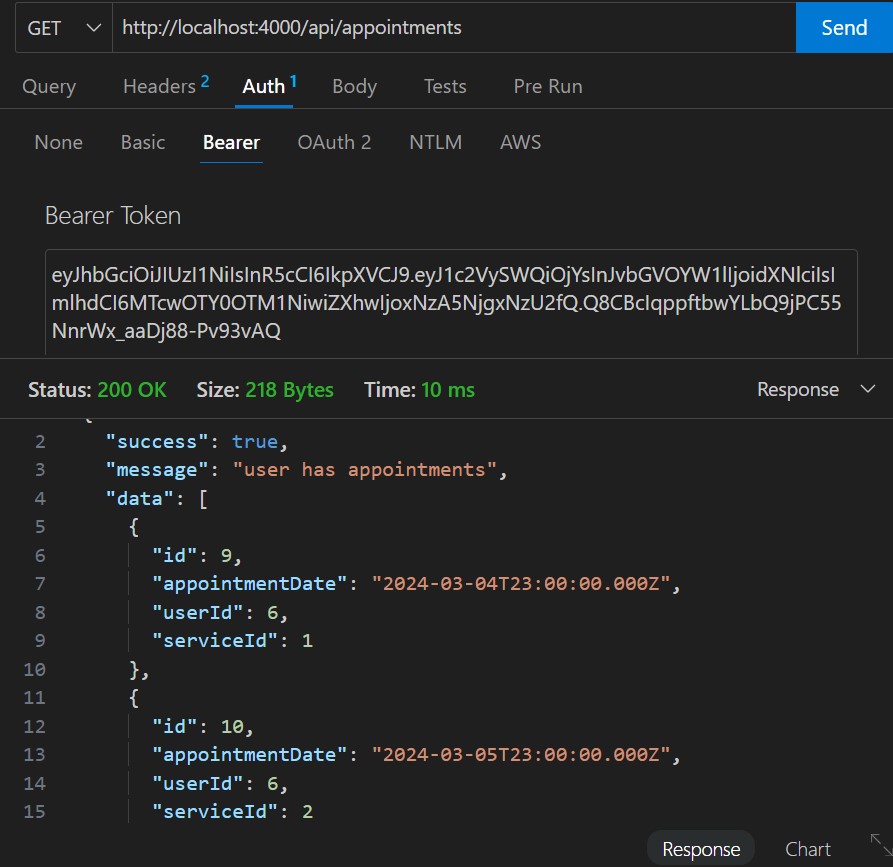 GET http://localhost:4000/api/appointments Send
Query Headers 2 Auth 1 Body Tests Pre Run
None Basic Bearer OAuth 2 NTLM AWS
Bearer Token
eyJhbGciOiJIUzI1NiIsInR5cCI6IkpXVCJ9.eyJ1c2VySWQiOjYsInJvbGVOYW1lIjoidXNlciIsI
mlhdCI6MTcwOTY0OTM1NiwiZXhwIjoxNzA5NjgxNzU2fQ.Q8CBcIqppftbwYLbQ9jPC55
NnrWx_aaDj88-Pv93vAQ
Status: 200 OK Size: 218 Bytes Time: 10 ms Response
2 "success": true,
3 "message": "user has appointments",
4 "data": [
5 {
6 "id": 9,
7 "appointmentDate": "2024-03-04T23:00:00.000Z",
8 "userId": 6,
9 "serviceId": 1
10 },
11 {
12 "id": 10,
13 "appointmentDate": "2024-03-05T23:00:00.000Z",
14 "userId": 6,
15 "serviceId": 2
Response Chart